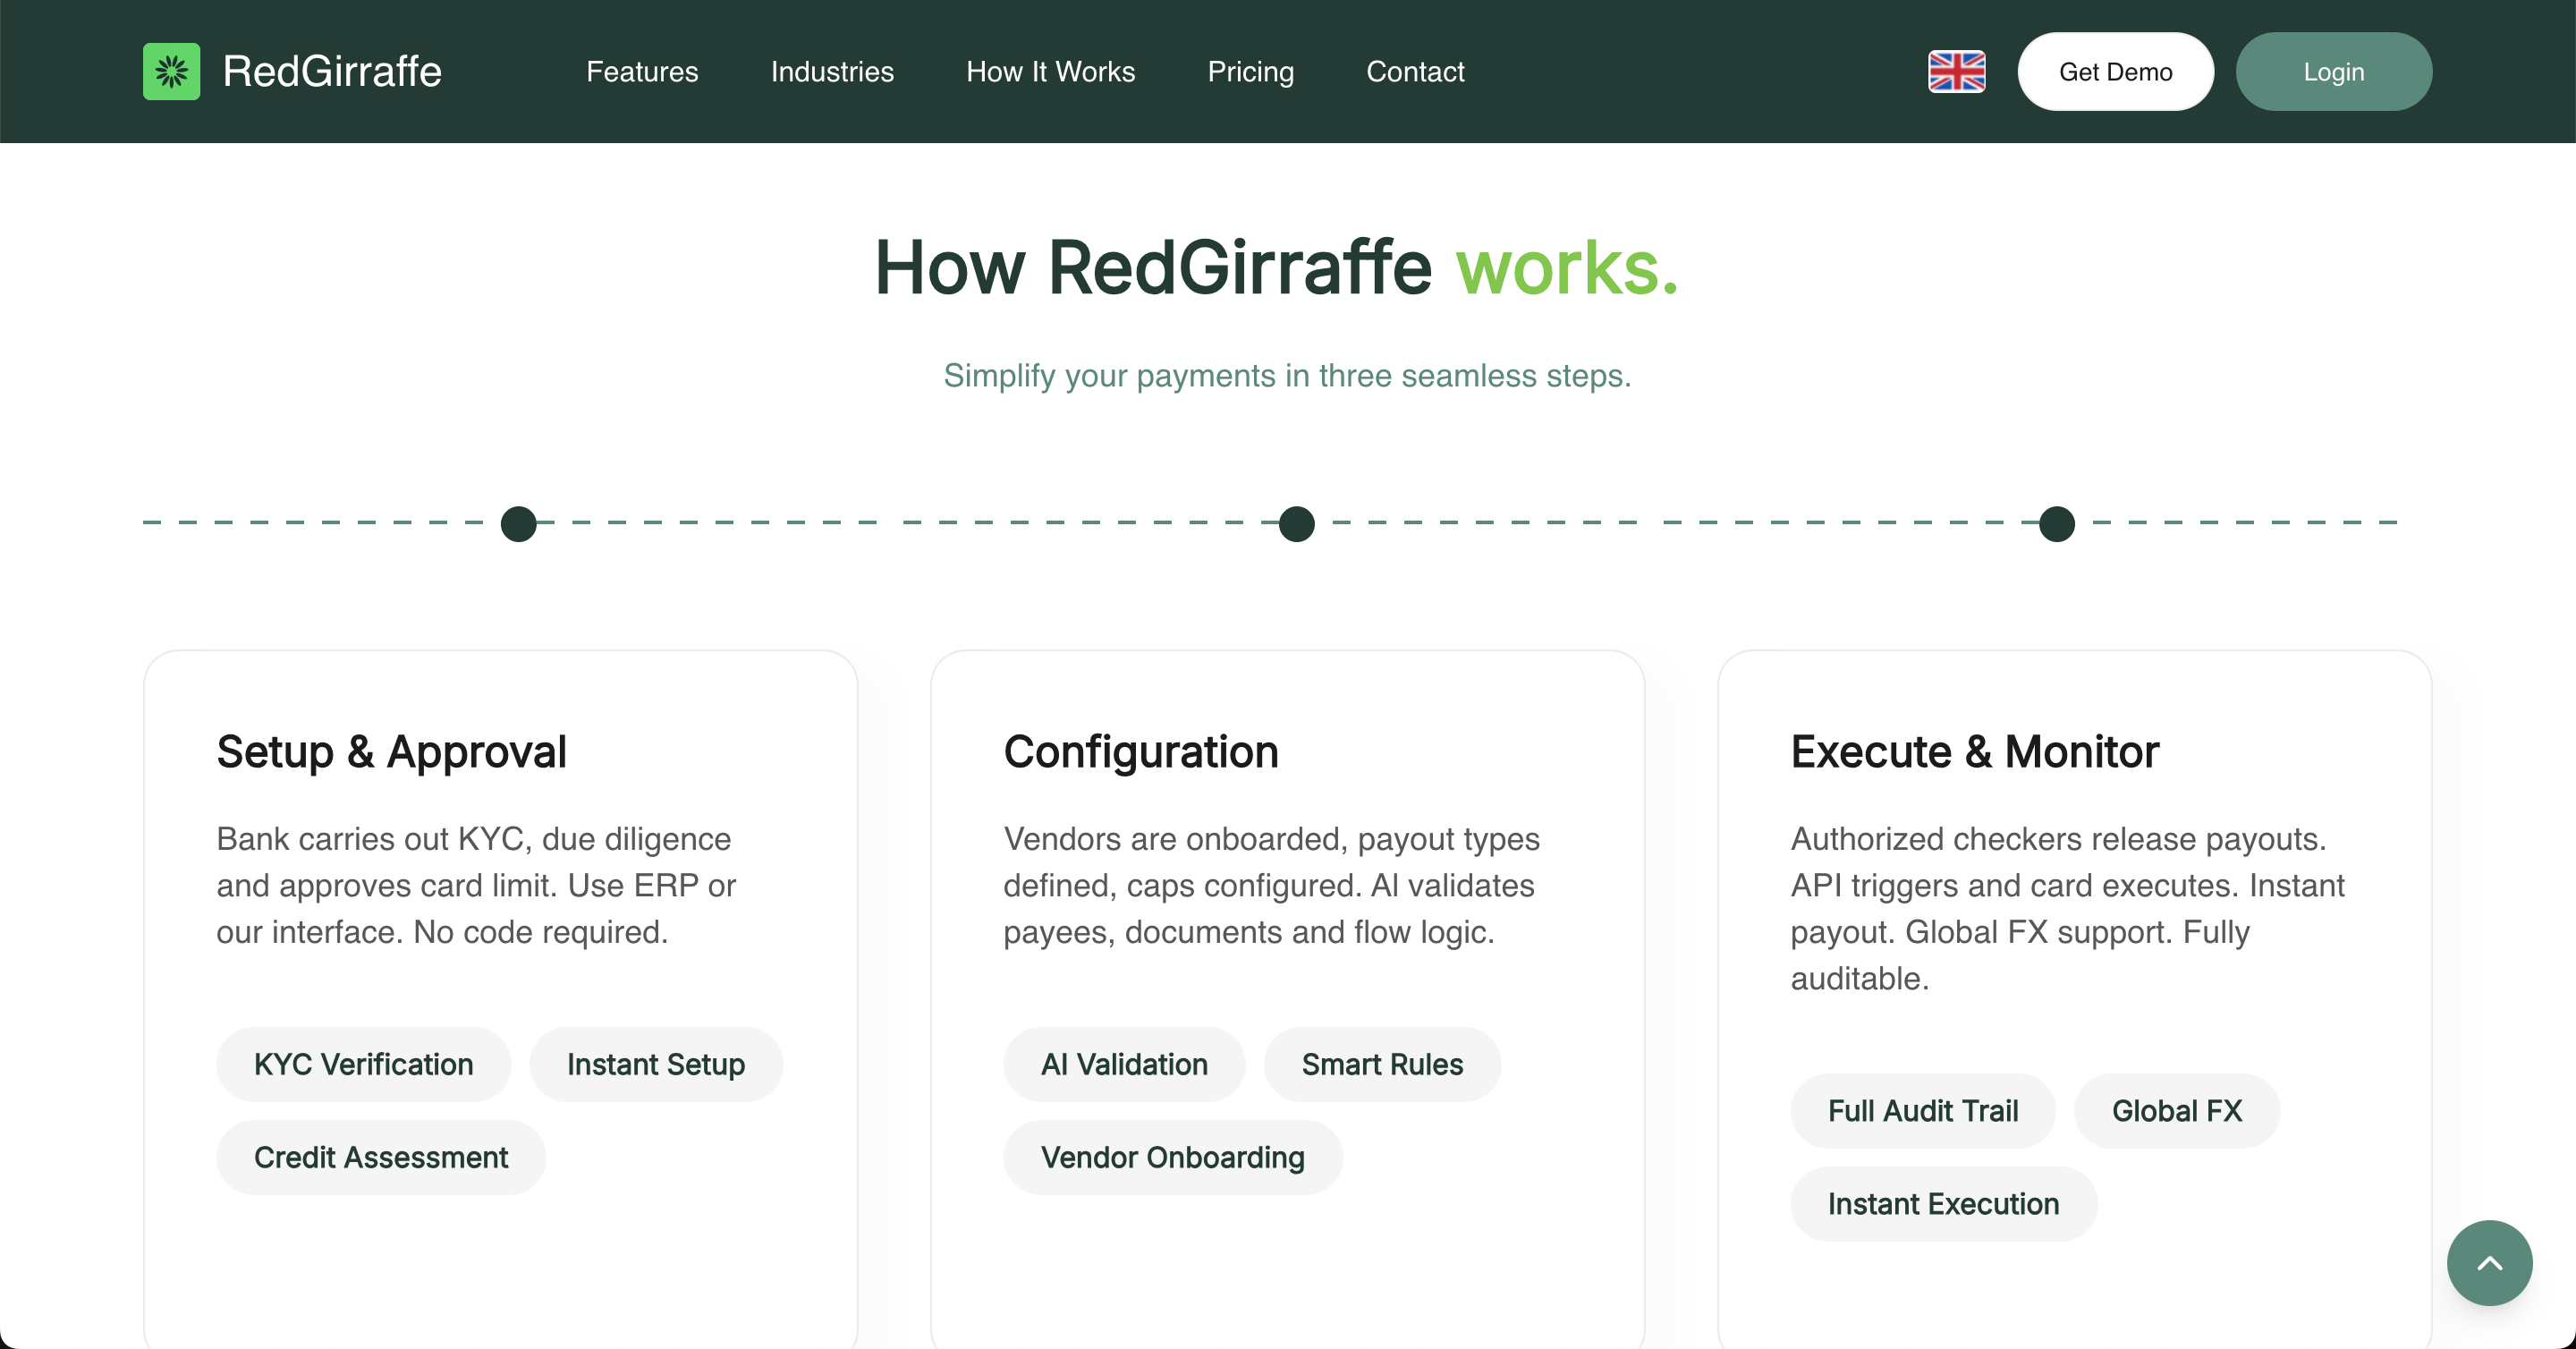 RedGirraffe
Features
Industries
How It Works
Pricing
Contact
Get Demo
Login
How RedGirraffe works.
Simplify your payments in three seamless steps.
Setup & Approval
Bank carries out KYC, due diligence
and approves card limit. Use ERP or
our interface. No code required.
KYC Verification
Instant Setup
Credit Assessment
Configuration
Vendors are onboarded, payout types
defined, caps configured. AI validates
payees, documents and flow logic.
AI Validation
Smart Rules
Vendor Onboarding
Execute & Monitor
Authorized checkers release payouts.
API triggers and card executes. Instant
payout. Global FX support. Fully
auditable.
Full Audit Trail
Global FX
Instant Execution